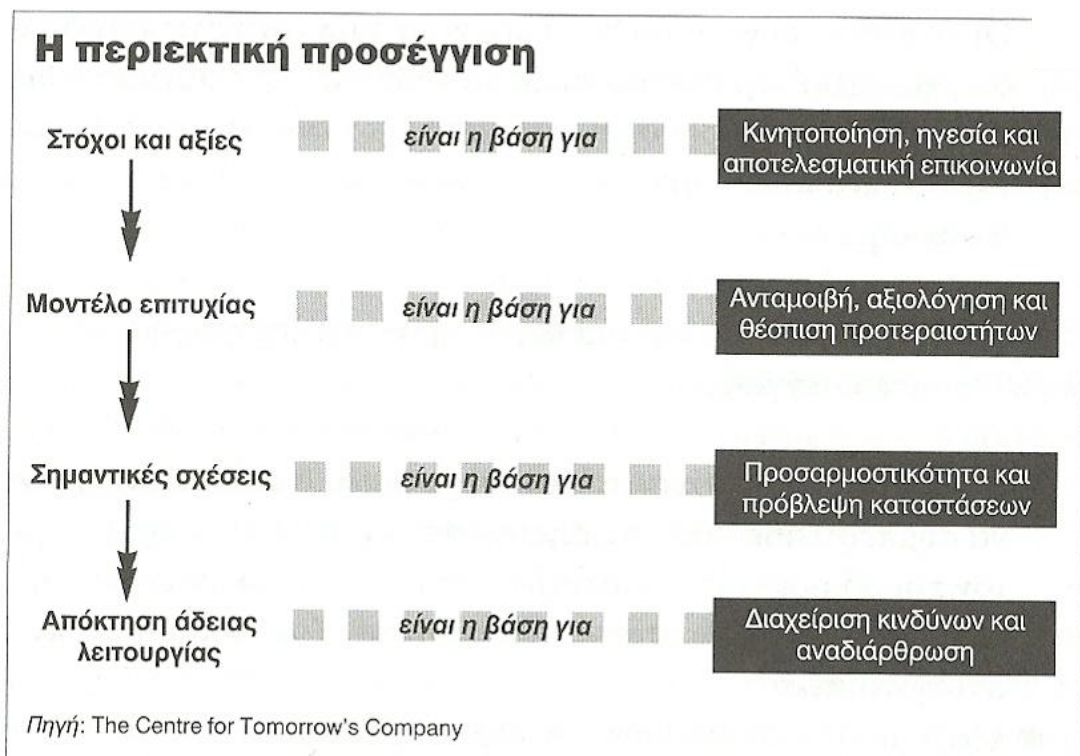 Η περιεκτική προσέγγιση
Στόχοι και αξίες
είναι η βάση για
Κινητοποίηση, ηγεσία και
αποτελεσματική επικοινωνία
Μοντέλο επιτυχίας
είναι η βάση για
Ανταμοιβή, αξιολόγηση και
θέσπιση προτεραιοτήτων
Σημαντικές σχέσεις
είναι η βάση για
Προσαρμοστικότητα και
πρόβλεψη καταστάσεων
Απόκτηση άδειας
λειτουργίας
είναι η βάση για
Διαχείριση κινδύνων και
αναδιάρθρωση
Πηγή: The Centre for Tomorrow's Company